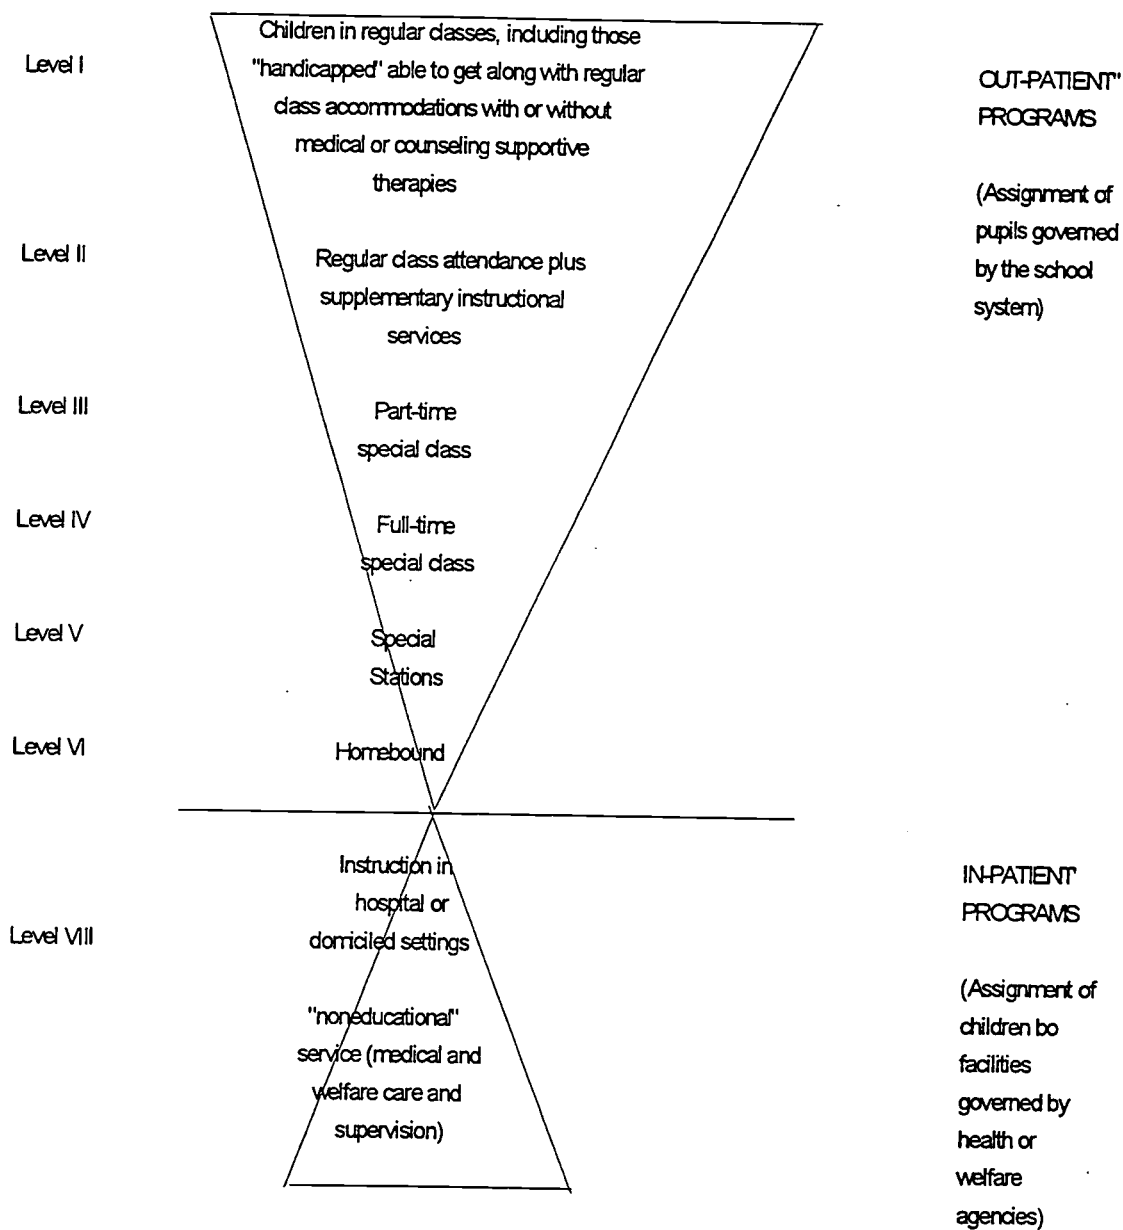 Level I
Children in regular classes, including those
"handicapped" able to get along with regular
class accommodations with or without
medical or counseling supportive
therapies
OUT-PATIENT"
PROGRAMS
(Assignment of
pupils governed
by the school
system)
Level II
Regular class attendance plus
supplementary instructional
services
Level III
Part-time
special class
Level IV
Full-time
special class
Level V
Special
Stations
Level VI
Homebound
Level VIII
Instruction in
hospital or
domiciled settings
"noneducational"
service (medical and
welfare care and
supervision)
IN-PATIENT'
PROGRAMS
(Assignment of
children bo
facilities
governed by
health or
welfare
agencies)